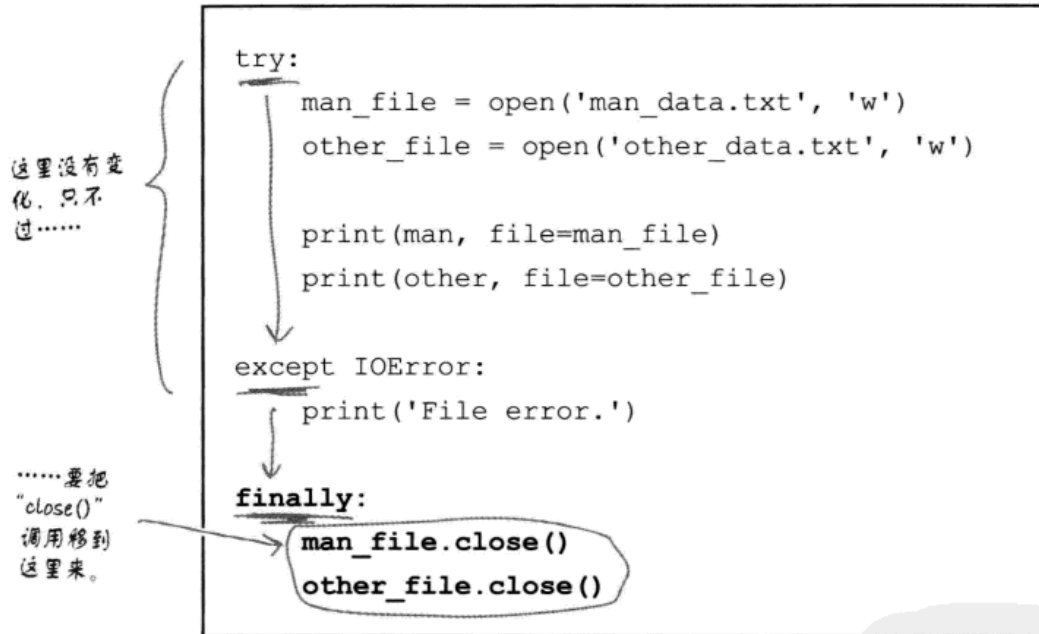 try:
man_file = open('man_data.txt', 'w')
other_file = open('other_data.txt', 'w')
print(man, file=man_file)
print(other, file=other_file)
except IOError:
print('File error.')
finally:
man_file.close()
other_file.close()
这里没有变
化，只不
过……
……要把
“close()”
调用移到
这里来。